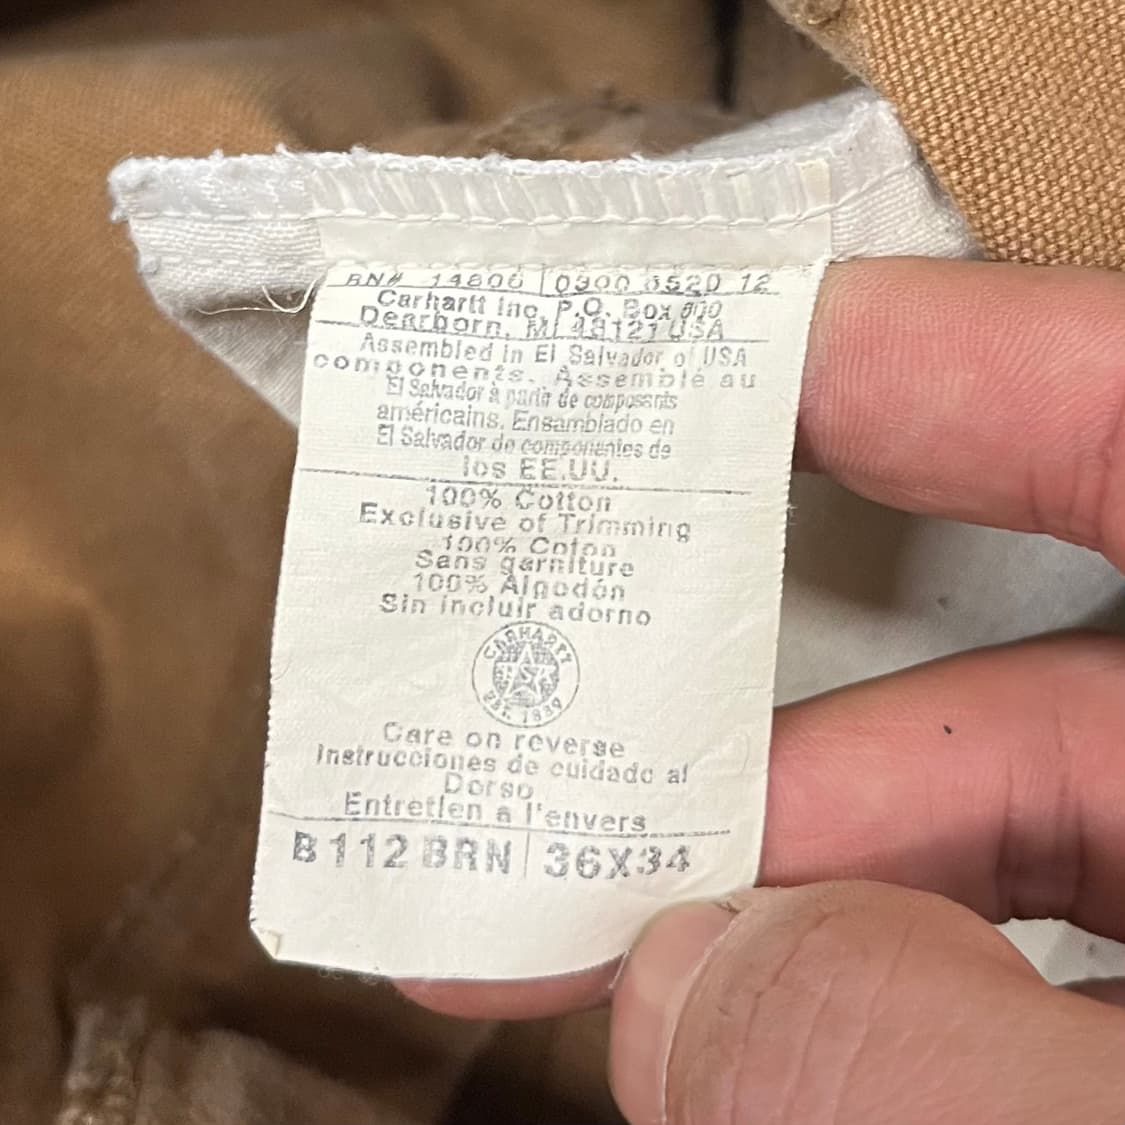 RN# 14806 0300 6520 12
Carhartt Inc. P.O. Box 600
Dearborn, MI 48121 USA
Assembled in El Salvador of USA
components. Assemblé au
El Salvador à partir de composants
américains. Ensamblado en
El Salvador de componentes de
los EE.UU.
100% Cotton
Exclusive of Trimming
100% Coton
Sans garniture
100% Algodón
Sin incluir adorno
CARHARTT
EST. 1889
Care on reverse
Instrucciones de cuidado al
Dorso
Entretien a l'envers
B112 BRN 36X34